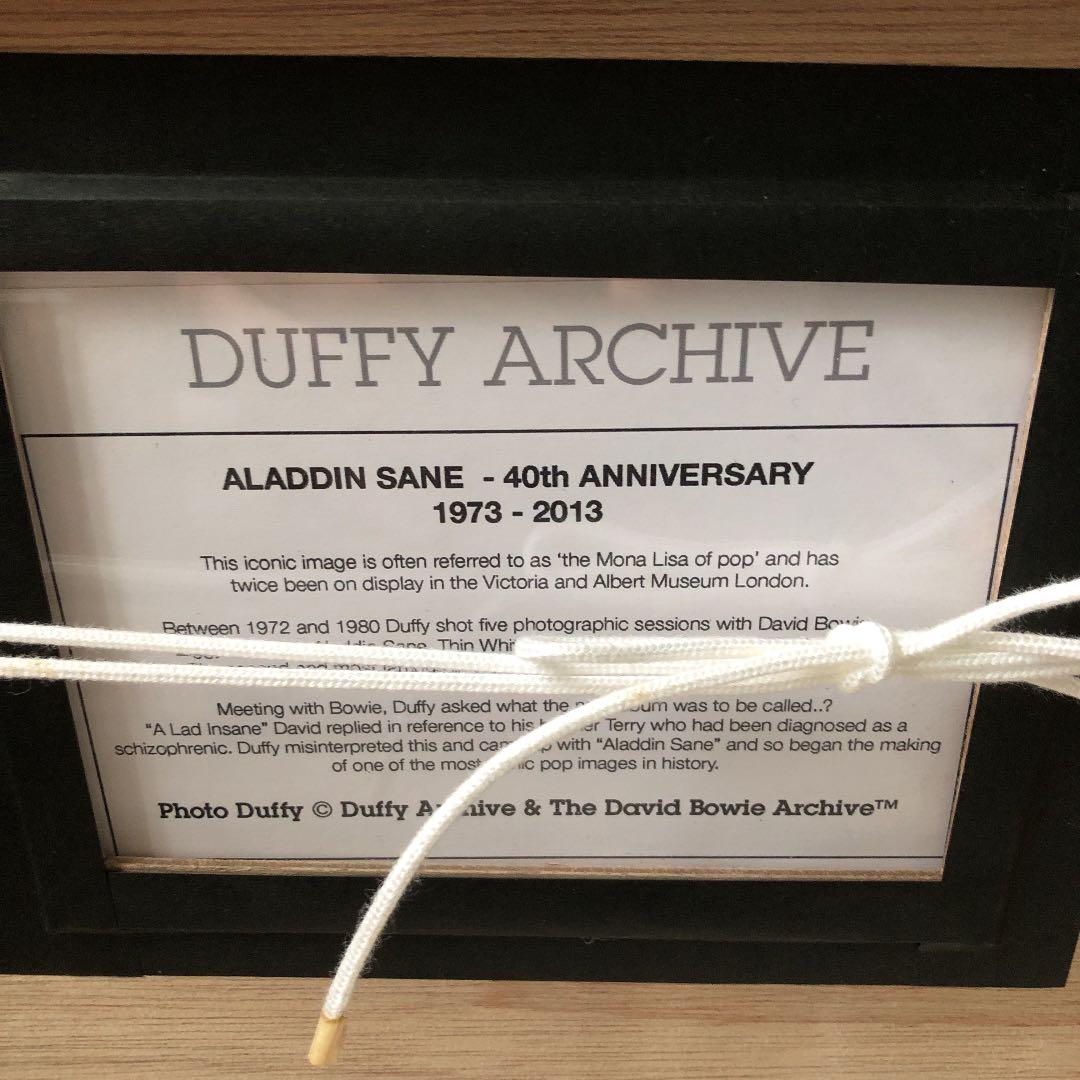 DUFFY ARCHIVE
ALADDIN SANE - 40th ANNIVERSARY
1973 - 2013
This iconic image is often referred to as ‘the Mona Lisa of pop’ and has
twice been on display in the Victoria and Albert Museum London.
Between 1972 and 1980 Duffy shot five photographic sessions with David Bowie
Sane, Thin
second and most
Meeting with Bowie, Duffy asked what the was to be called..?
“A Lad Insane” David replied in reference to his Terry who had been diagnosed as a
schizophrenic. Duffy misinterpreted this and with “Aladdin Sane” and so began the making
of one of the most pop images in history.
Photo Duffy © Duffy Archive & The David Bowie Archive™